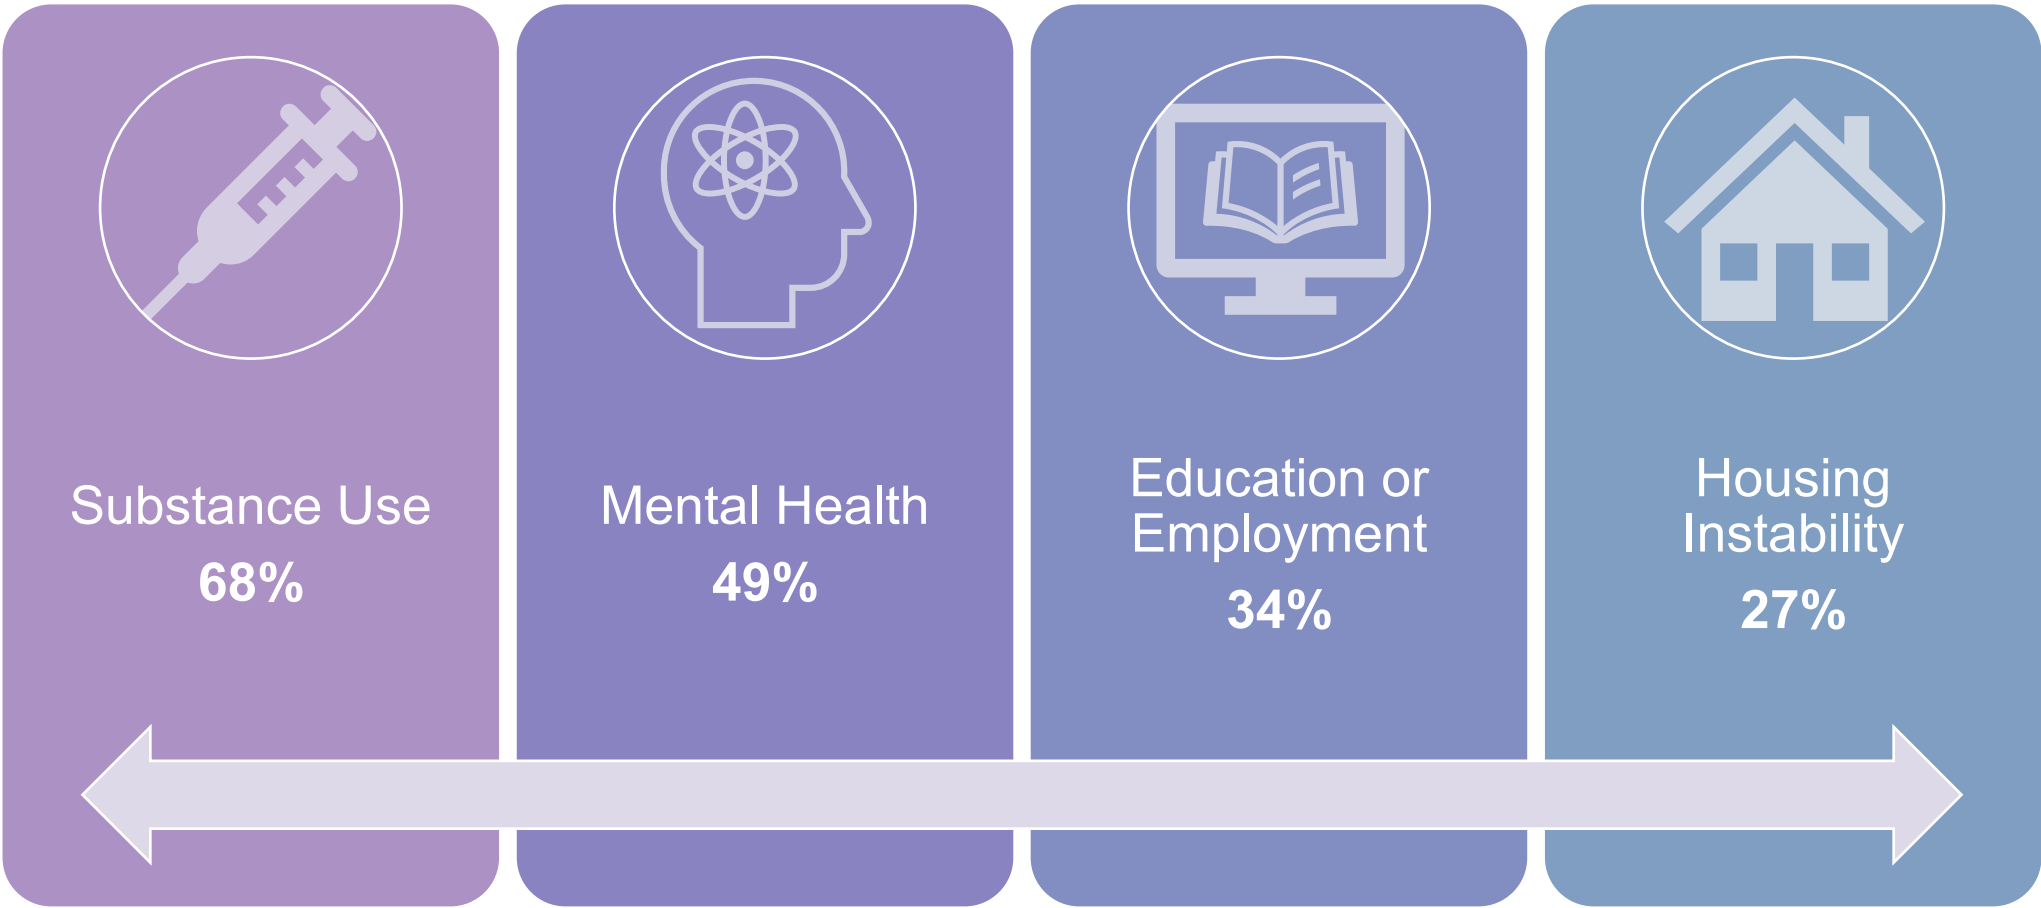 Substance Use
68%
Mental Health
49%
Education or
Employment
34%
Housing
Instability
27%